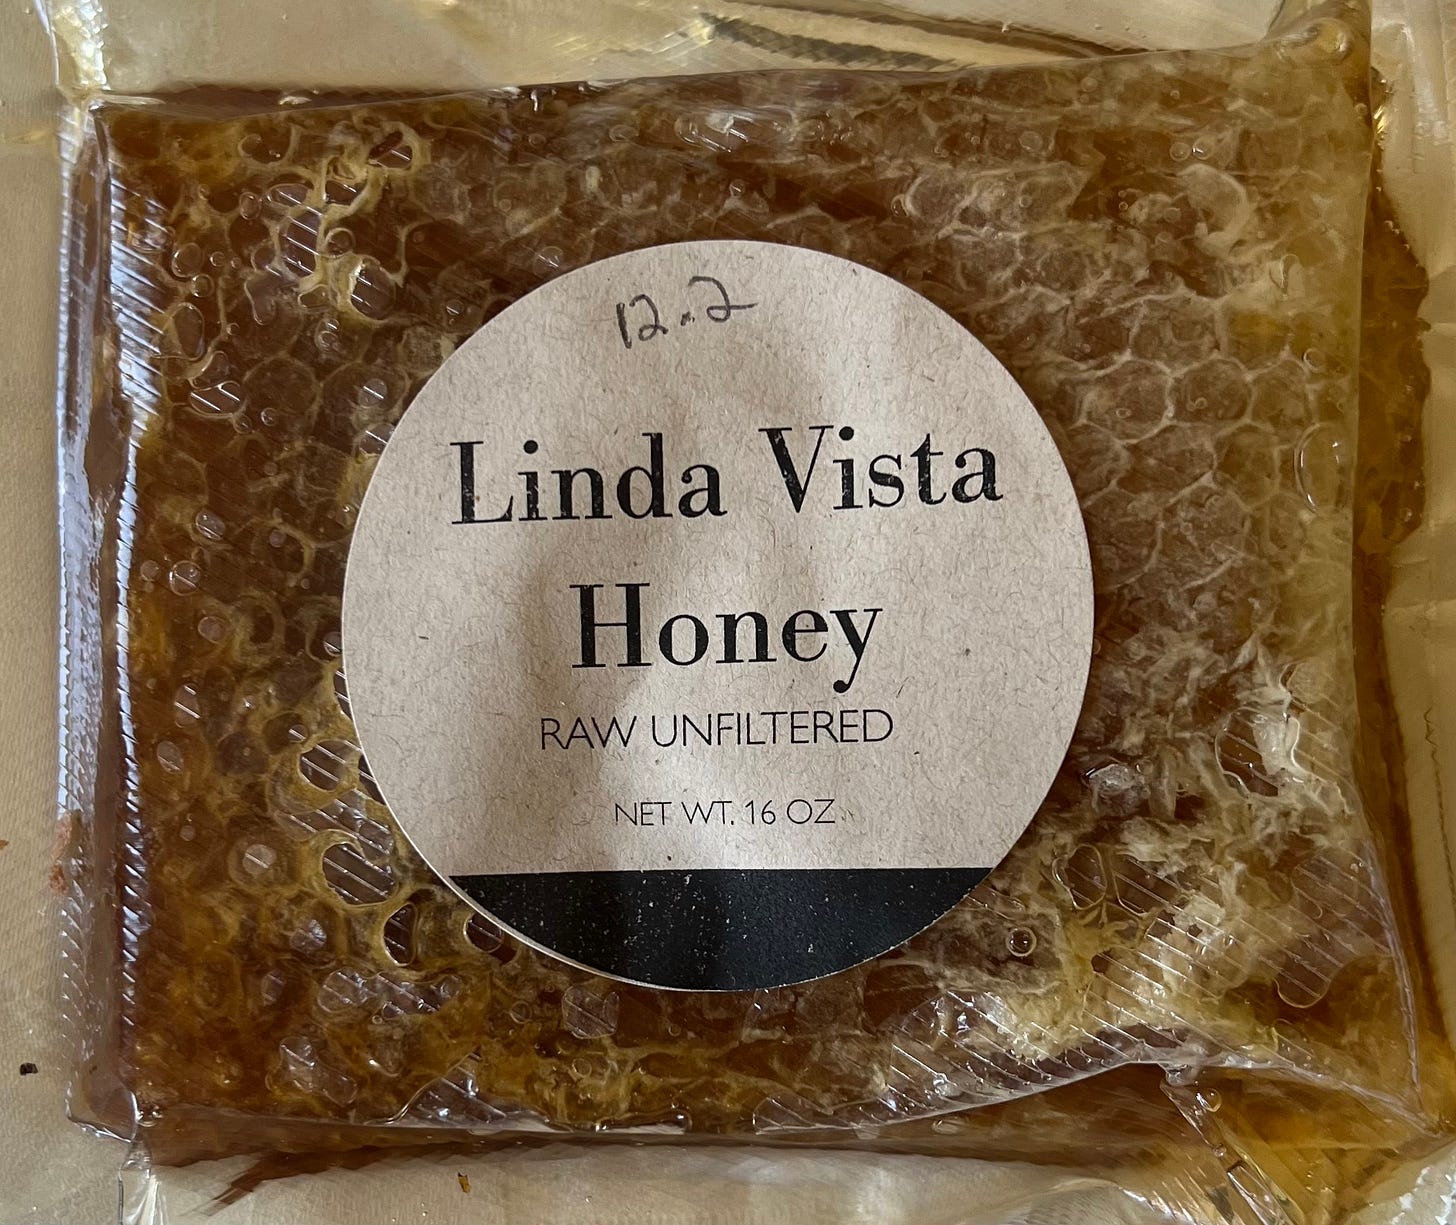 12.2
Linda Vista
Honey
RAW UNFILTERED
NET WT. 16 OZ